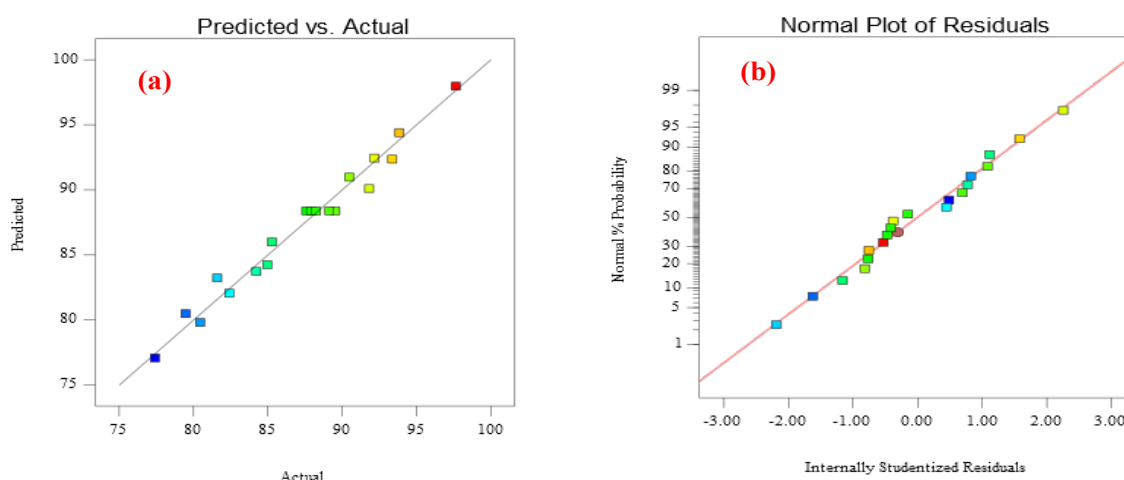 Predicted vs. Actual
(a)
Predicted
100
95
90
85
80
75
75 80 85 90 95 100
Actual
Normal Plot of Residuals
(b)
Normal % Probability
99
95
90
80
70
50
30
20
10
5
1
-3.00 -2.00 -1.00 0.00 1.00 2.00 3.00
Internally Studentized Residuals